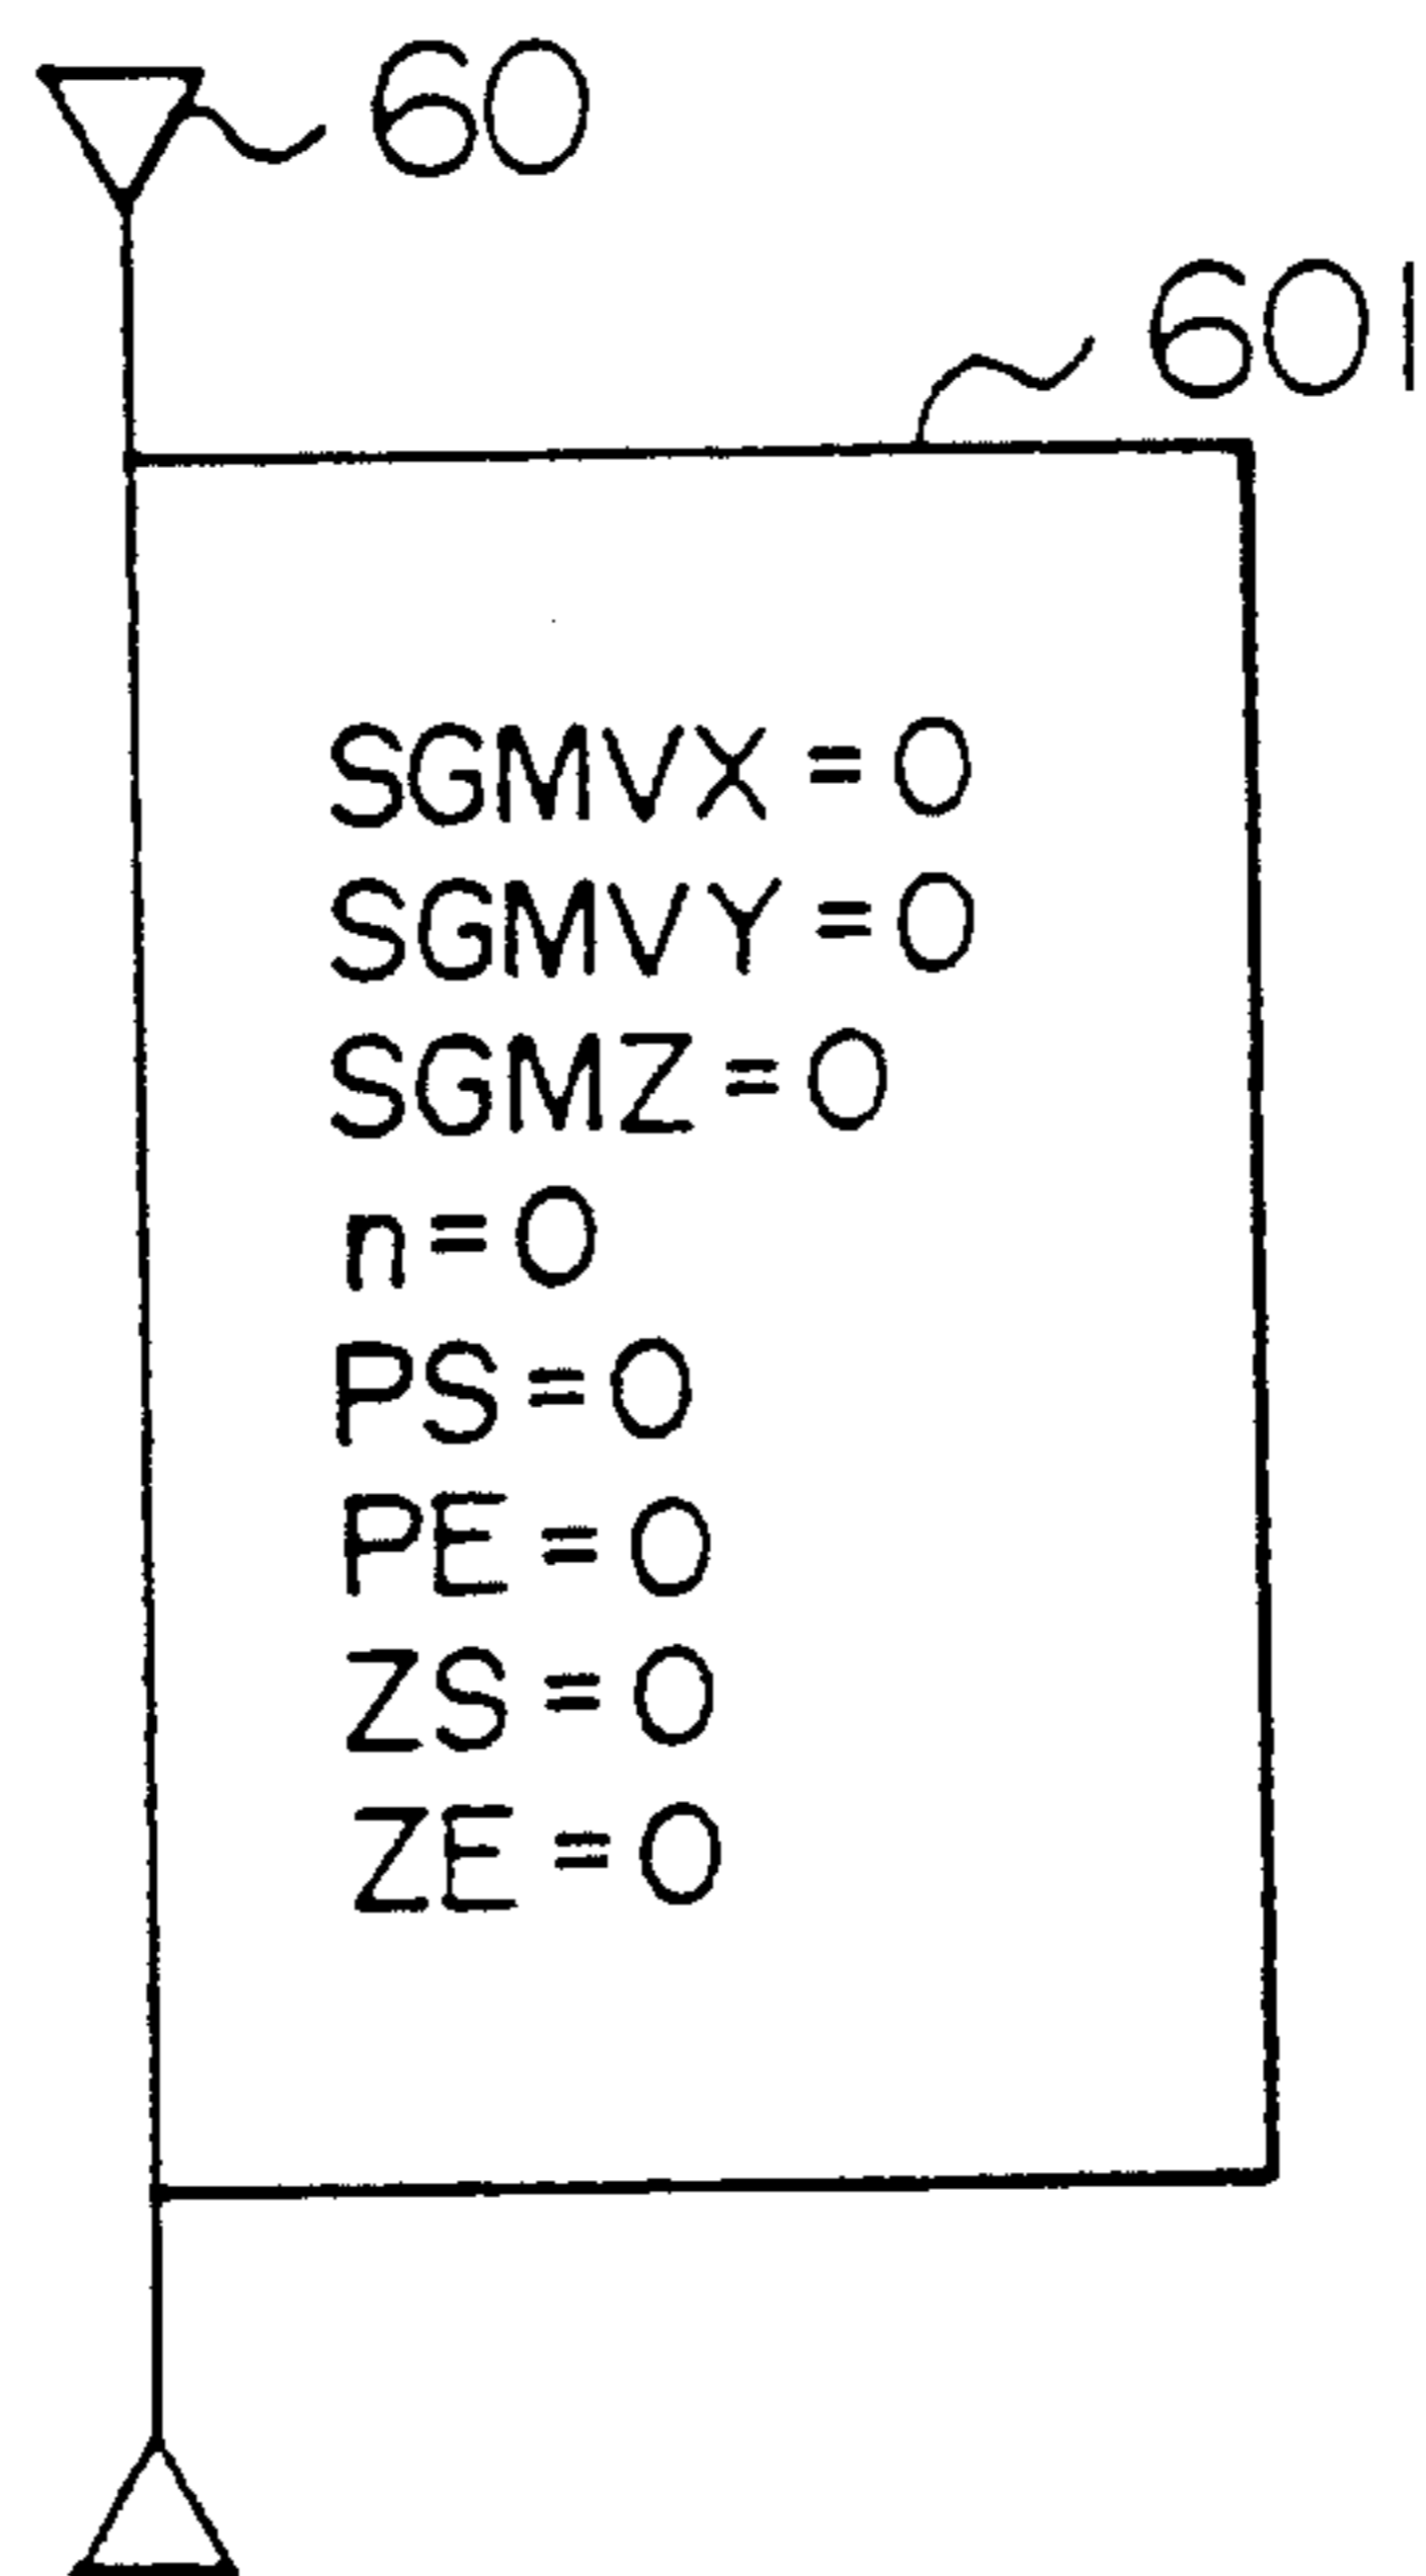 60
601
SGMVX = 0
SGMVY = 0
SGMZ = 0
n = 0
PS = 0
PE = 0
ZS = 0
ZE = 0